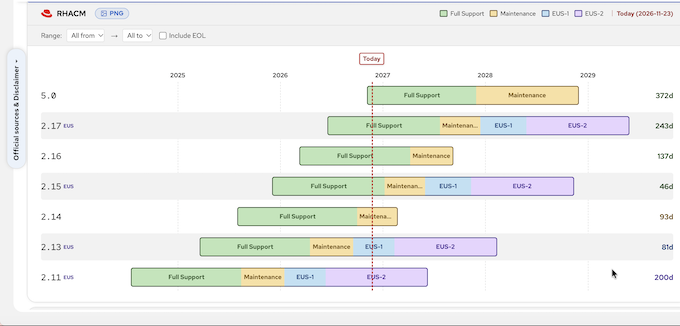 RHACM PNG Full Support Maintenance EUS-1 EUS-2 Today (2026-11-23)
Range: All from → All to Include EOL
Today
2025 2026 2027 2028 2029
5.0 Full Support Maintenance 372d
2.17 EUS Full Support Maintenan... EUS-1 EUS-2 243d
2.16 Full Support Maintenance 137d
2.15 EUS Full Support Maintenan... EUS-1 EUS-2 46d
2.14 Full Support Maintena... 93d
2.13 EUS Full Support Maintenance EUS-1 EUS-2 81d
2.11 EUS Full Support Maintenance EUS-1 EUS-2 200d
Official sources & Disclaimer